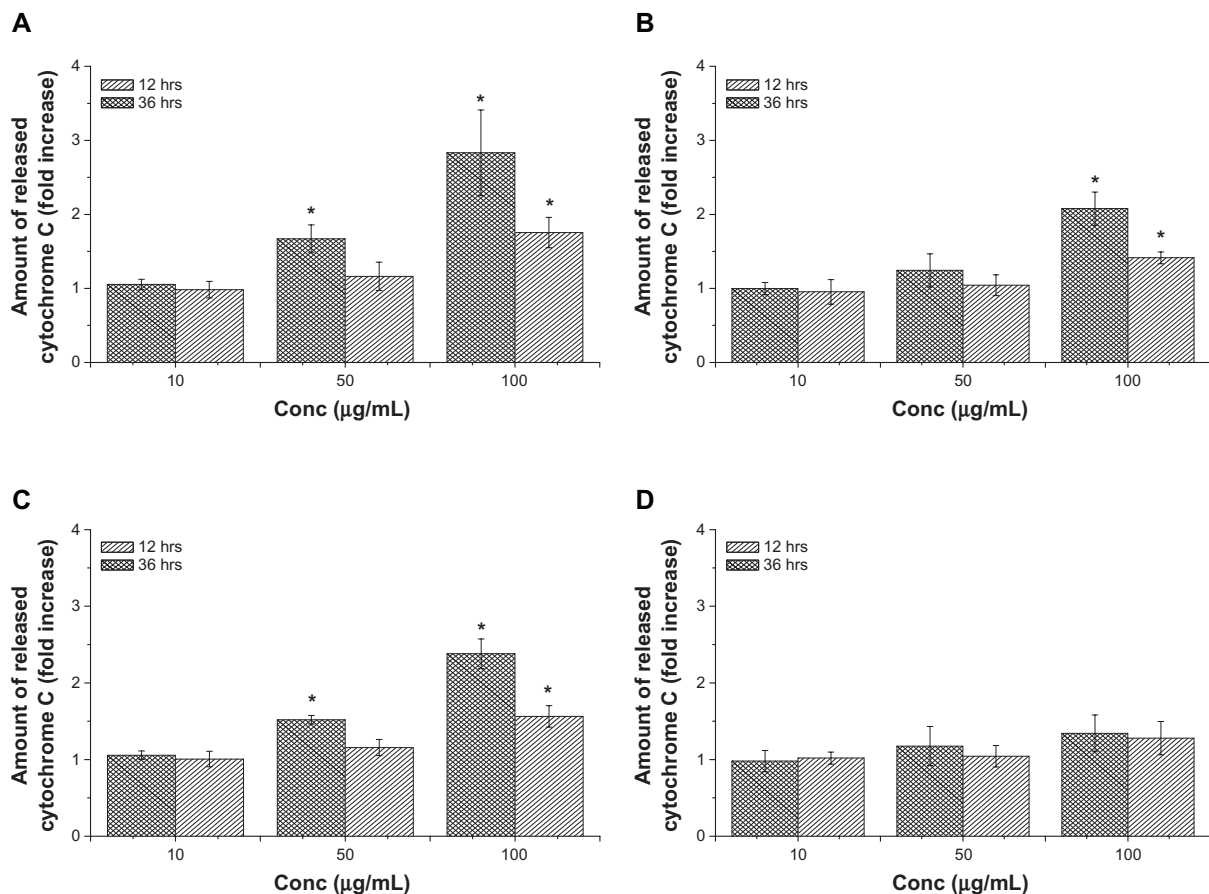 A
Amount of released
cytochrome C (fold increase)
4
3
2
1
0
12 hrs
36 hrs
*
*
*
10
50
100
Conc (µg/mL)
B
Amount of released
cytochrome C (fold increase)
4
3
2
1
0
12 hrs
36 hrs
*
*
10
50
100
Conc (µg/mL)
C
Amount of released
cytochrome C (fold increase)
4
3
2
1
0
12 hrs
36 hrs
*
*
*
10
50
100
Conc (µg/mL)
D
Amount of released
cytochrome C (fold increase)
4
3
2
1
0
12 hrs
36 hrs
10
50
100
Conc (µg/mL)